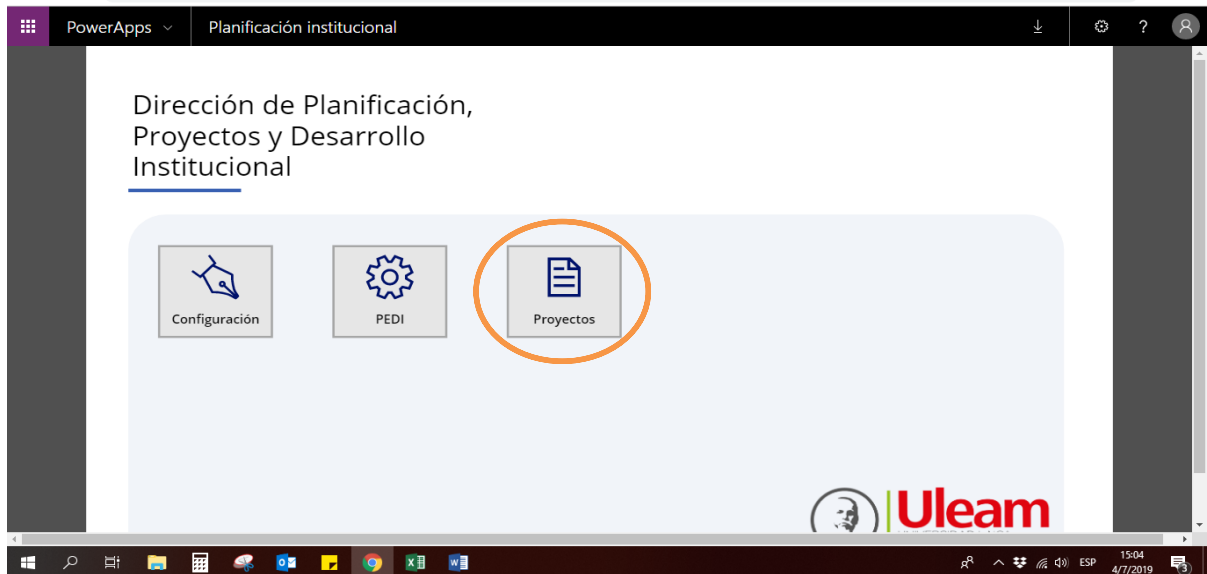 PowerApps
Planificación institucional
?
Dirección de Planificación,
Proyectos y Desarrollo
Institucional
Configuración
PEDI
Proyectos
Uleam
ESP
15:04
4/7/2019
3